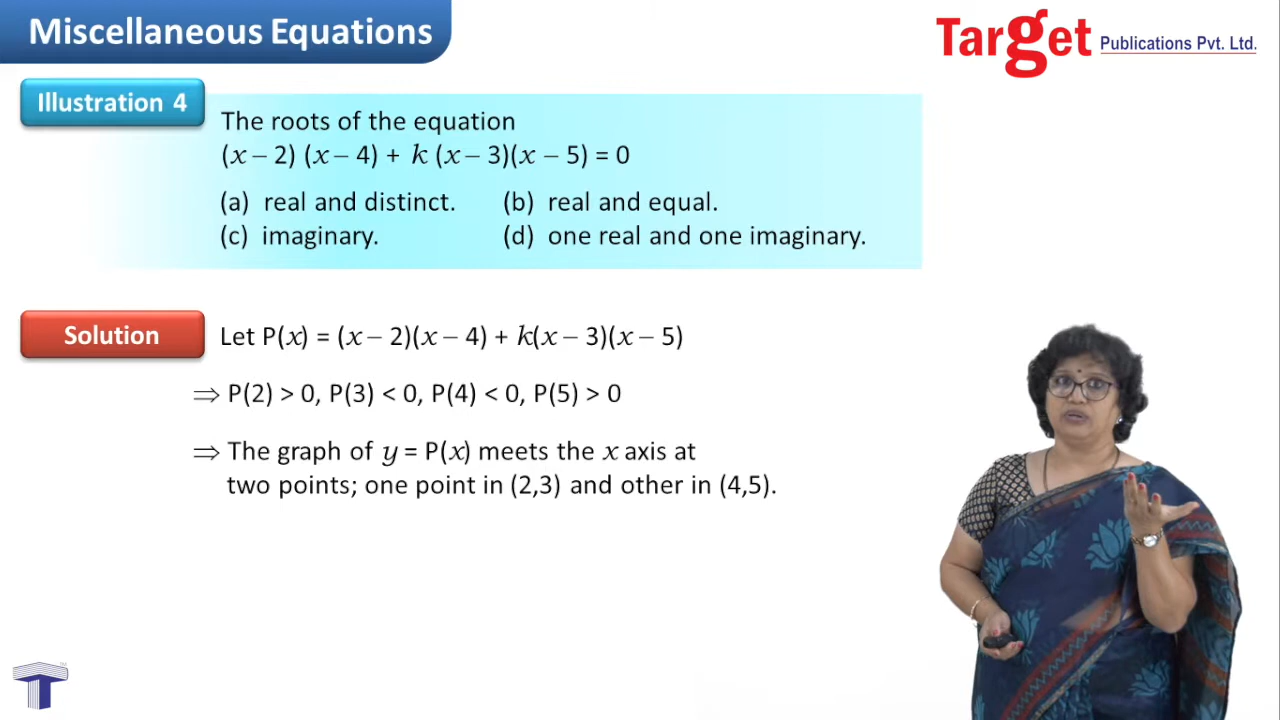 Miscellaneous Equations
Target Publications Pvt. Ltd.
Illustration 4
The roots of the equation
(x – 2) (x – 4) + k (x – 3)(x – 5) = 0
(a) real and distinct. (b) real and equal.
(c) imaginary. (d) one real and one imaginary.
Solution
Let P(x) = (x – 2)(x – 4) + k(x – 3)(x – 5)
⇒ P(2) > 0, P(3) < 0, P(4) < 0, P(5) > 0
⇒ The graph of y = P(x) meets the x axis at
two points; one point in (2,3) and other in (4,5).